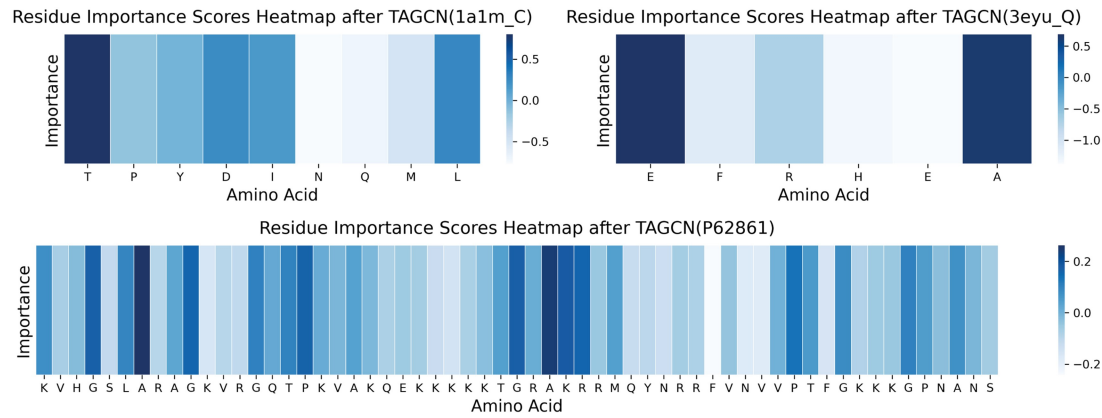 Residue Importance Scores Heatmap after TAGCN(1a1m_C)
Importance
T P Y D I N Q M L
Amino Acid
0.5
0.0
−0.5
Residue Importance Scores Heatmap after TAGCN(3eyu_Q)
Importance
E F R H E A
Amino Acid
0.5
0.0
−0.5
−1.0
Residue Importance Scores Heatmap after TAGCN(P62861)
Importance
K V H G S L A R A G K V R G Q T P K V A K Q E K K K K K T G R A K R R M Q Y N R R F V N V V P T F G K K K G P N A N S
Amino Acid
0.2
0.0
−0.2